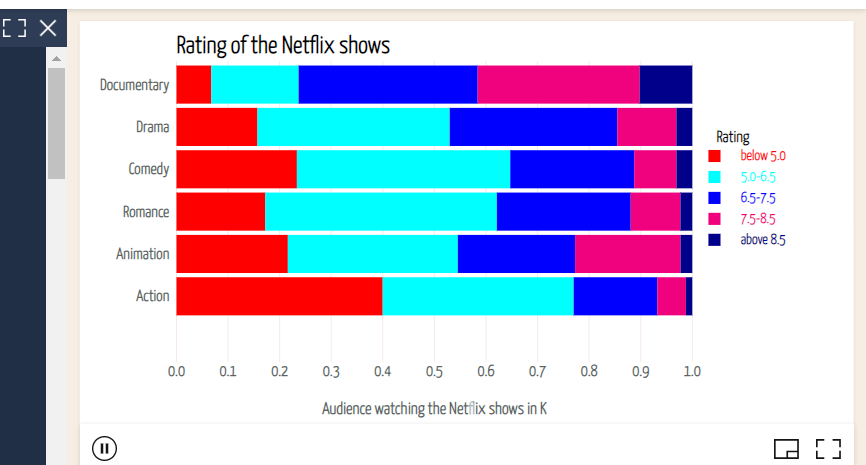 Rating of the Netflix shows
Documentary
Drama
Comedy
Romance
Animation
Action
0.0 0.1 0.2 0.3 0.4 0.5 0.6 0.7 0.8 0.9 1.0
Audience watching the Netflix shows in K
Rating
below 5.0
5.0-6.5
6.5-7.5
7.5-8.5
above 8.5